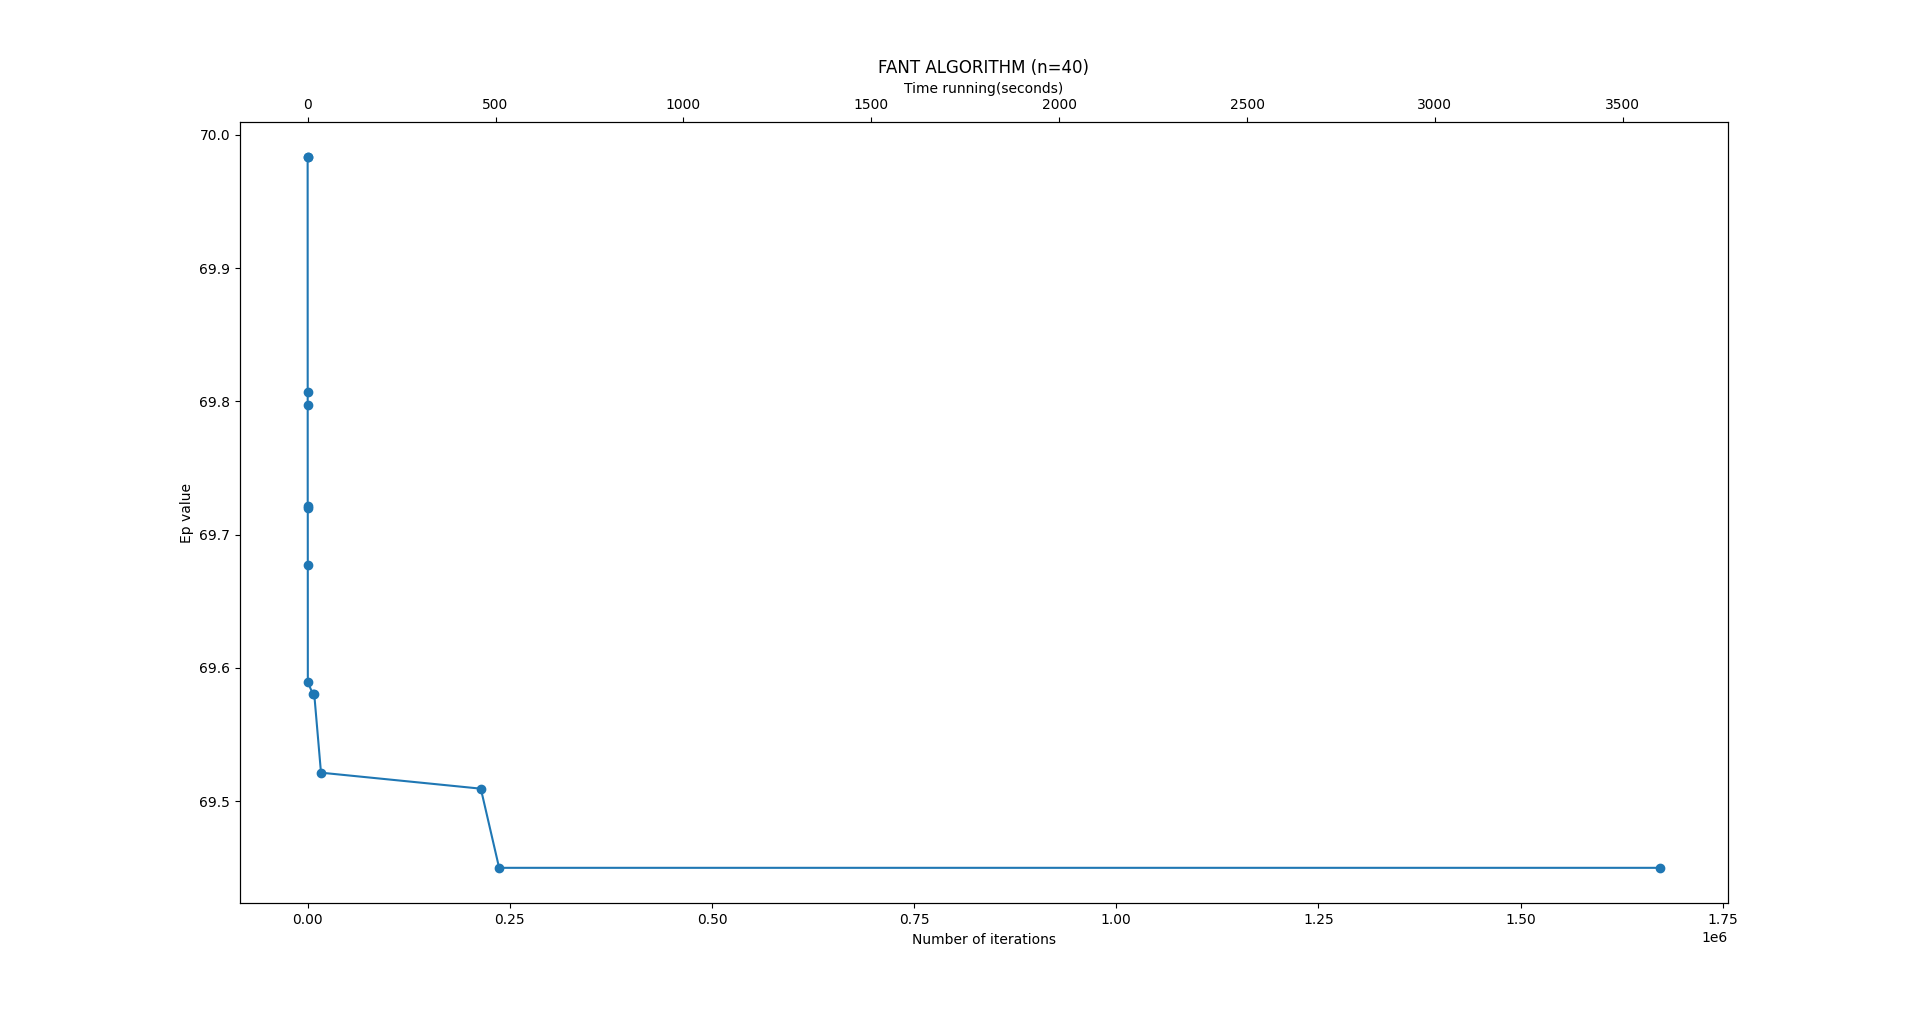 FANT ALGORITHM (n=40)
Time running(seconds)
0 500 1000 1500 2000 2500 3000 3500
70.0
69.9
69.8
69.7
69.6
69.5
Ep value
0.00 0.25 0.50 0.75 1.00 1.25 1.50 1.75
1e6
Number of iterations